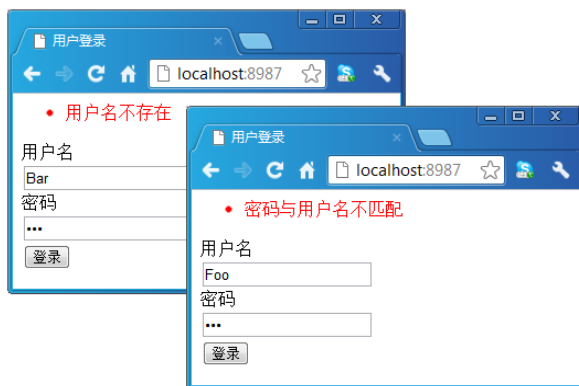 用户登录
localhost:8987
用户名不存在
用户名
Bar
密码
•••
登录
用户登录
localhost:8987
密码与用户名不匹配
用户名
Foo
密码
•••
登录